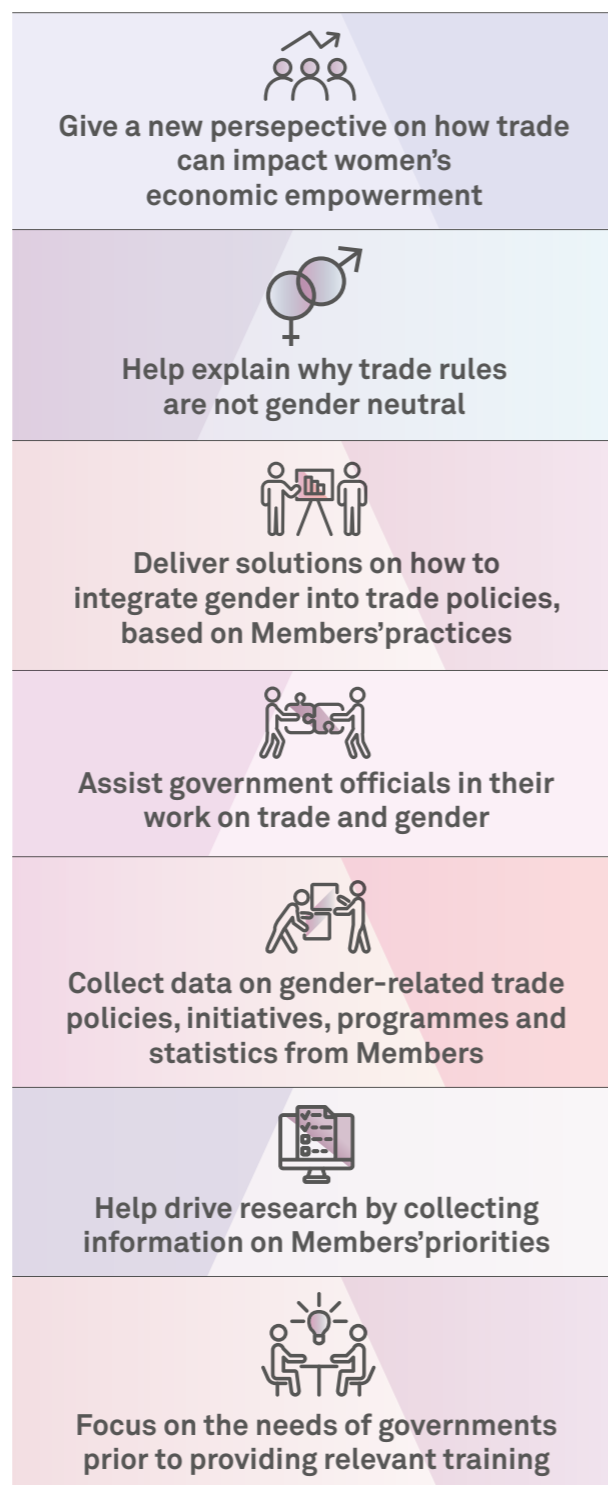 Give a new persepective on how trade
can impact women's
economic empowerment
Help explain why trade rules
are not gender neutral
Deliver solutions on how to
integrate gender into trade policies,
based on Members'practices
Assist government officials in their
work on trade and gender
Collect data on gender-related trade
policies, initiatives, programmes and
statistics from Members
Help drive research by collecting
information on Members'priorities
Focus on the needs of governments
prior to providing relevant training